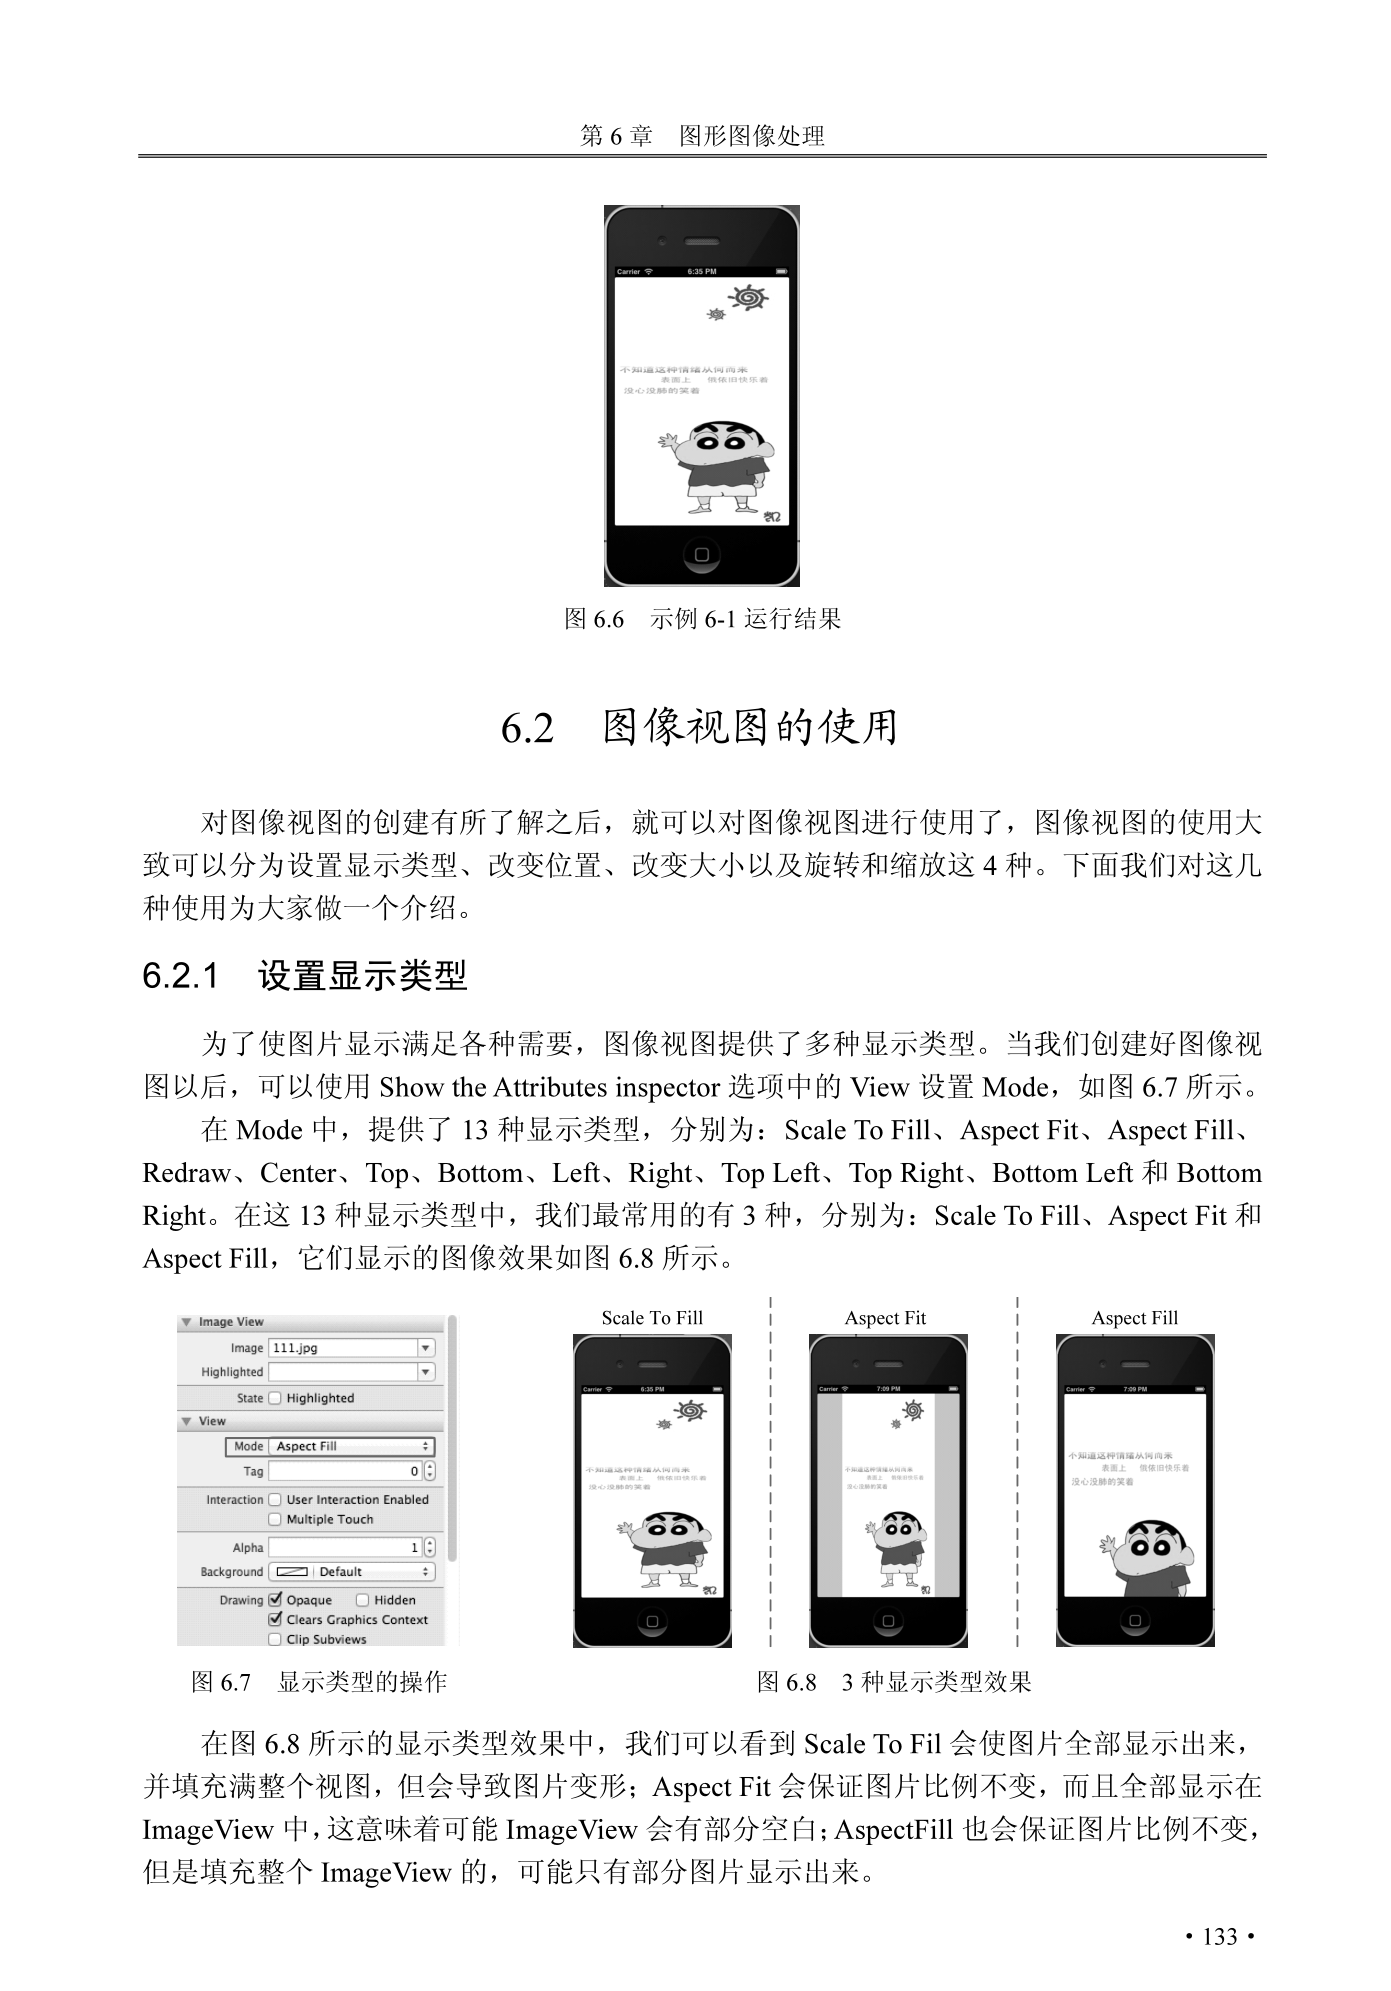 第 6 章 图形图像处理
Carrier 6:35 PM
不知道这种情绪从何而来
表面上 俄依旧快乐着
没心没肺的笑着
图 6.6 示例 6-1 运行结果
6.2 图像视图的使用
对图像视图的创建有所了解之后，就可以对图像视图进行使用了，图像视图的使用大
致可以分为设置显示类型、改变位置、改变大小以及旋转和缩放这 4 种。下面我们对这几
种使用为大家做一个介绍。
6.2.1 设置显示类型
为了使图片显示满足各种需要，图像视图提供了多种显示类型。当我们创建好图像视
图以后，可以使用 Show the Attributes inspector 选项中的 View 设置 Mode，如图 6.7 所示。
在 Mode 中，提供了 13 种显示类型，分别为：Scale To Fill、Aspect Fit、Aspect Fill、
Redraw、Center、Top、Bottom、Left、Right、Top Left、Top Right、Bottom Left 和 Bottom
Right。在这 13 种显示类型中，我们最常用的有 3 种，分别为：Scale To Fill、Aspect Fit 和
Aspect Fill，它们显示的图像效果如图 6.8 所示。
Image View
Image 111.jpg
Highlighted
State Highlighted
View
Mode Aspect Fill
Tag 0
Interaction User Interaction Enabled
Multiple Touch
Alpha 1
Background Default
Drawing Opaque Hidden
Clears Graphics Context
Clip Subviews
图 6.7 显示类型的操作
Scale To Fill
Carrier 6:35 PM
不知道这种情绪从何而来
表面上 俄依旧快乐着
没心没肺的笑着
Aspect Fit
Carrier 7:09 PM
不知道这种情绪从何而来
表面上 俄依旧快乐着
没心没肺的笑着
Aspect Fill
Carrier 7:09 PM
不知道这种情绪从何而来
表面上 俄依旧快乐着
没心没肺的笑着
图 6.8 3 种显示类型效果
在图 6.8 所示的显示类型效果中，我们可以看到 Scale To Fil 会使图片全部显示出来，
并填充满整个视图，但会导致图片变形；Aspect Fit 会保证图片比例不变，而且全部显示在
ImageView 中，这意味着可能 ImageView 会有部分空白；AspectFill 也会保证图片比例不变，
但是填充整个 ImageView 的，可能只有部分图片显示出来。
• 133 •